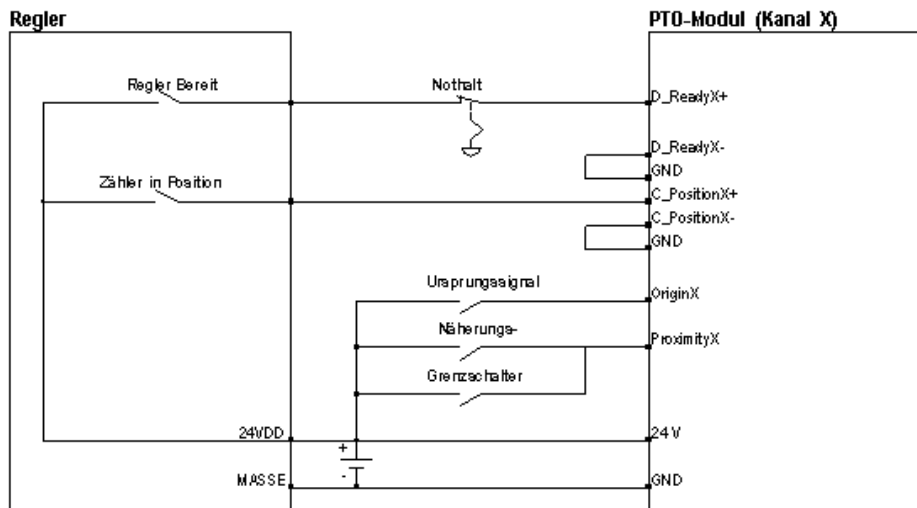 Regler
PTO-Modul (Kanal X)
Regler Bereit
Nothalt
D_ReadyX+
D_ReadyX-
GND
Zähler in Position
C_PositionX+
C_PositionX-
GND
Ursprungssignal
OriginX
Näherungs-
ProximityX
Grenzschalter
24VDD
+
24V
-
MASSE
GND